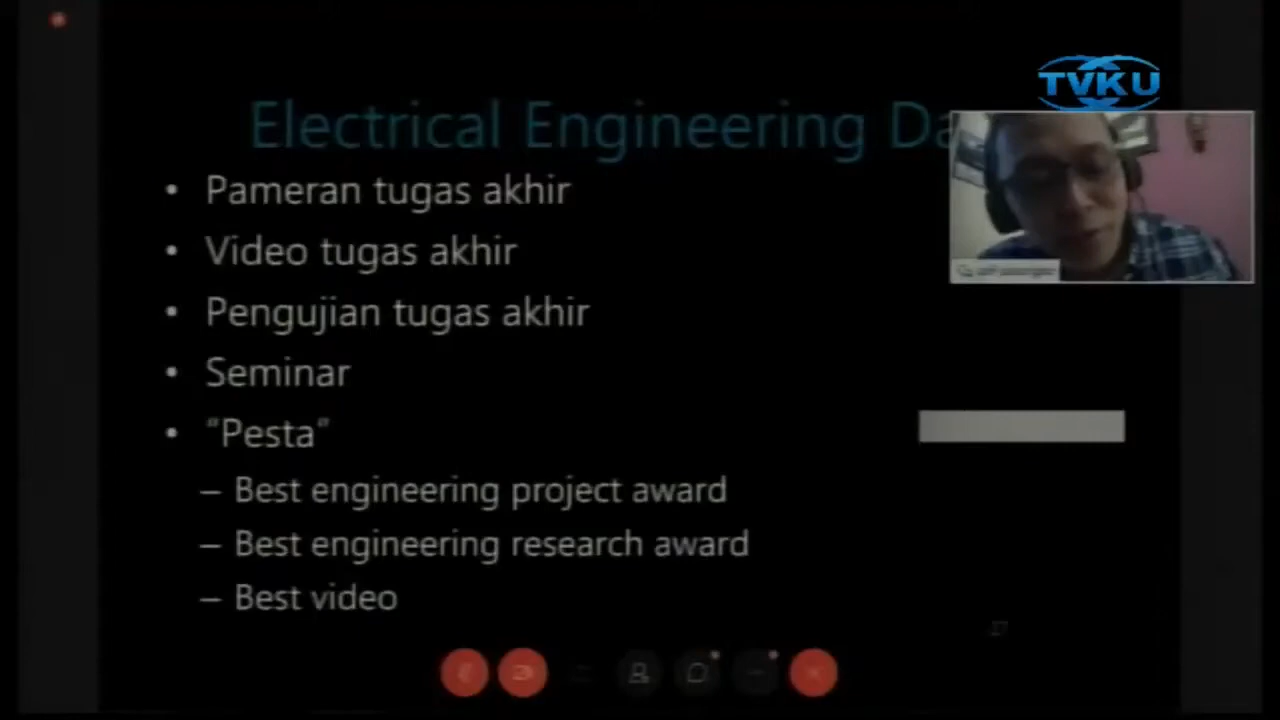 TVKU
Electrical Engineering
• Pameran tugas akhir
• Video tugas akhir
• Pengujian tugas akhir
• Seminar
• "Pesta"
– Best engineering project award
– Best engineering research award
– Best video